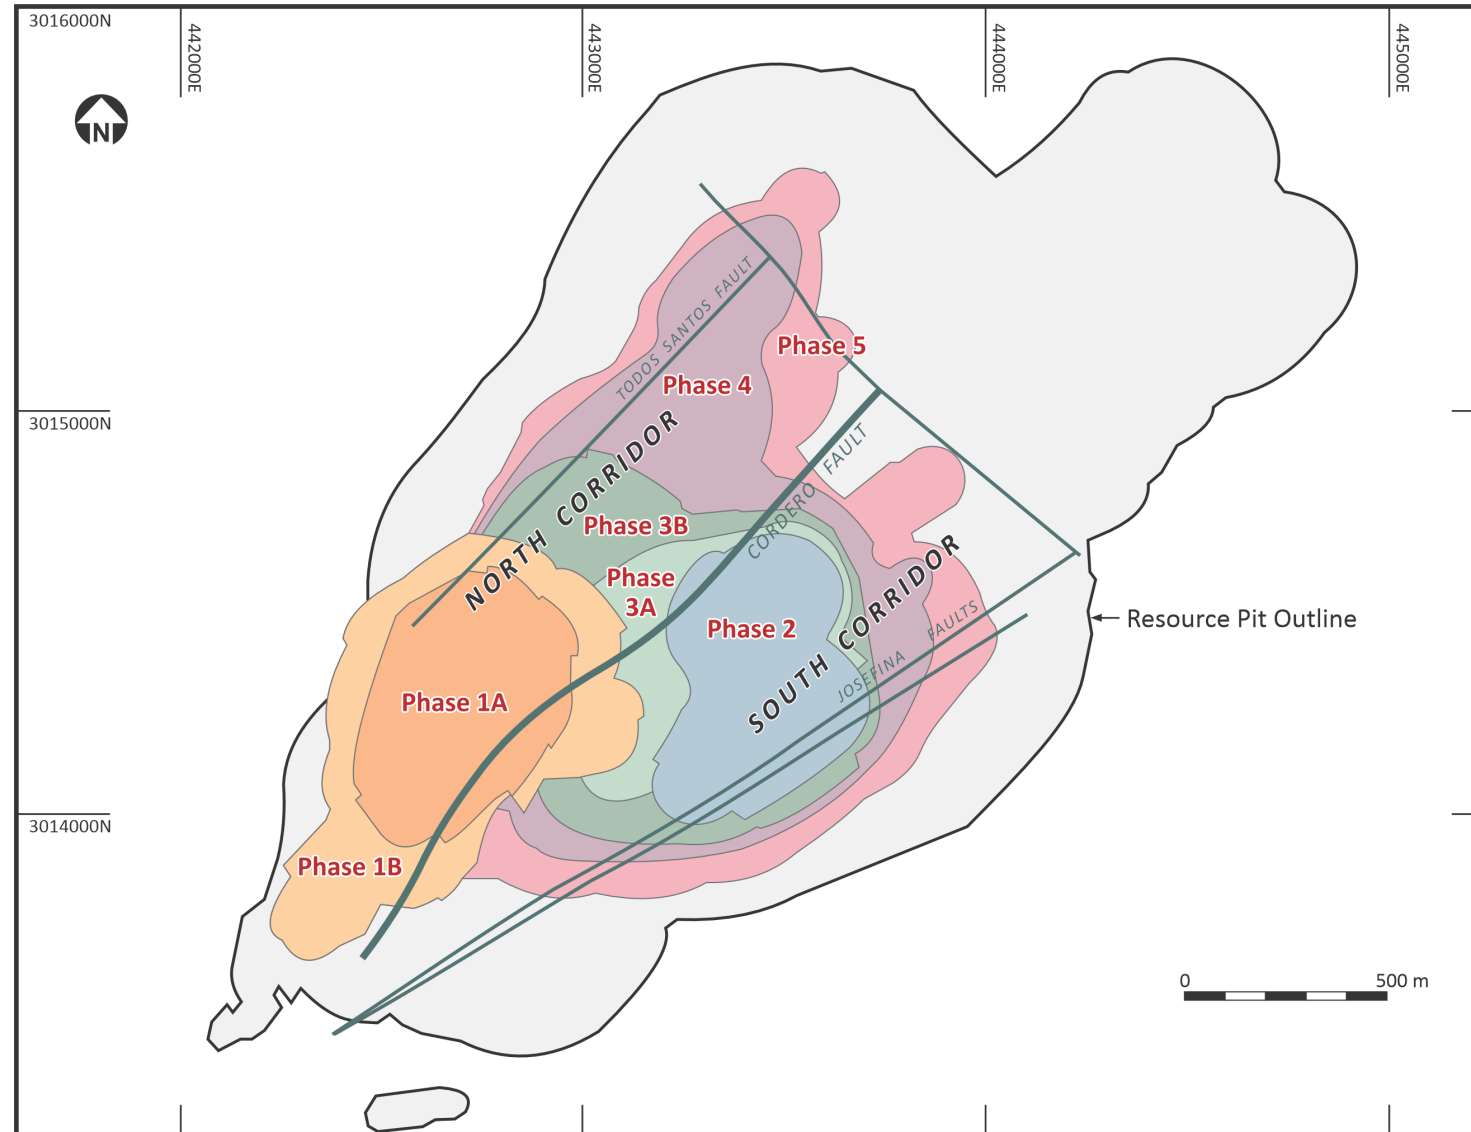 3016000N
442000E
443000E
444000E
445000E
N
TODOS SANTOS FAULT
Phase 5
Phase 4
3015000N
NORTH CORRIDOR
CORDERO FAULT
Phase 3B
Phase
3A
Phase 2
SOUTH CORRIDOR
JOSEFINA FAULTS
Resource Pit Outline
Phase 1A
3014000N
Phase 1B
0 500 m